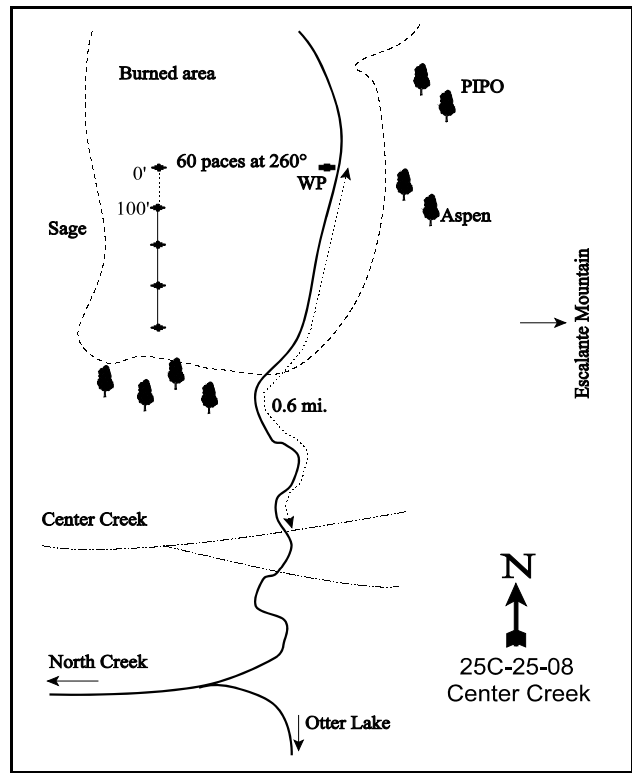 Burned area
PIPO
60 paces at 260°
0'
WP
100'
Sage
Aspen
Escalante Mountain
0.6 mi.
Center Creek
N
North Creek
25C-25-08
Center Creek
Otter Lake